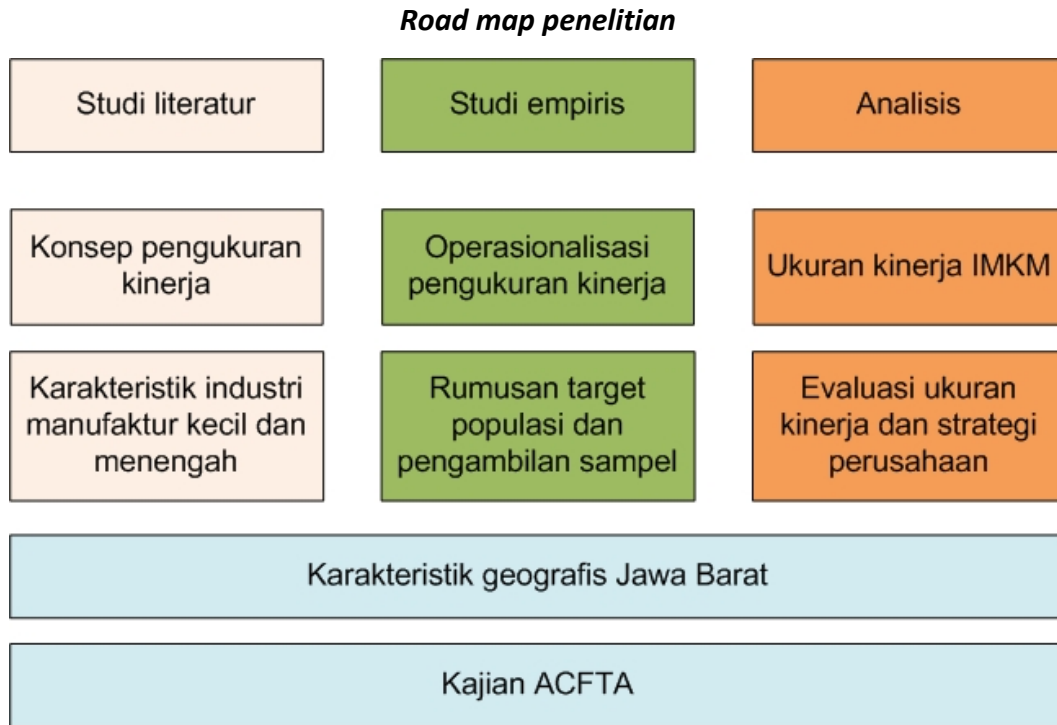 Road map penelitian
Studi literatur
Studi empiris
Analisis
Konsep pengukuran
kinerja
Operasionalisasi
pengukuran kinerja
Ukuran kinerja IMKM
Karakteristik industri
manufaktur kecil dan
menengah
Rumusan target
populasi dan
pengambilan sampel
Evaluasi ukuran
kinerja dan strategi
perusahaan
Karakteristik geografis Jawa Barat
Kajian ACFTA